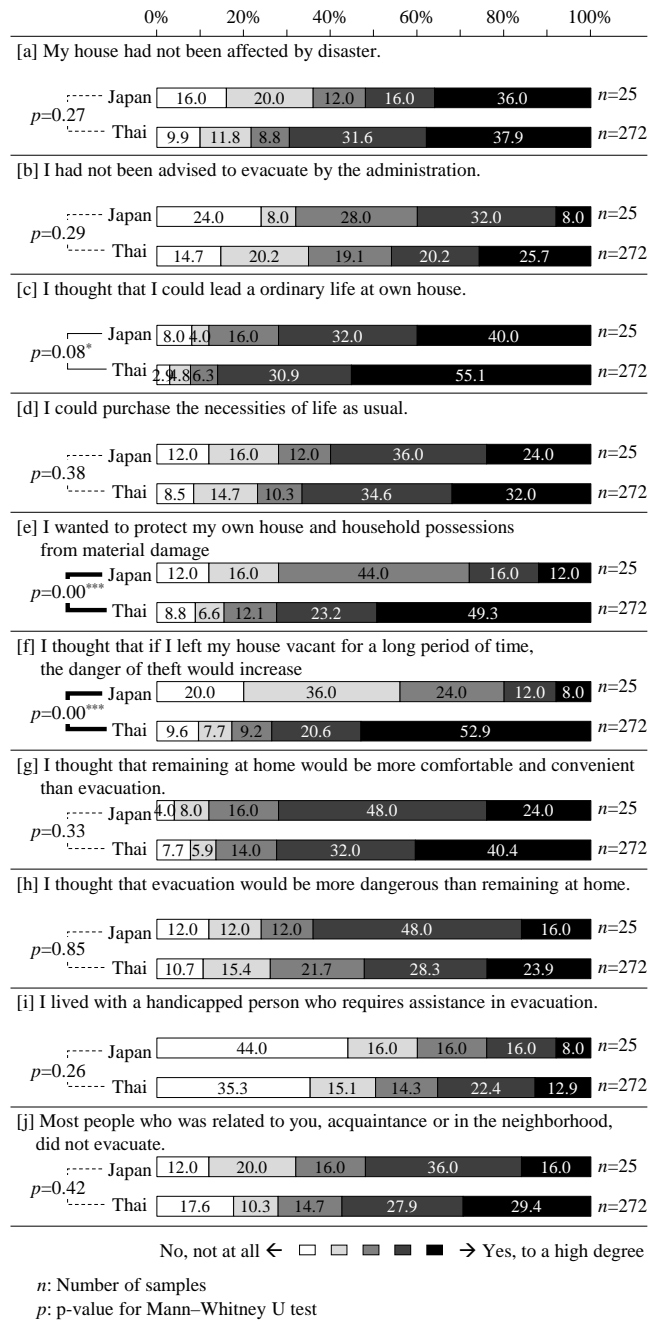 0% 20% 40% 60% 80% 100%
[a] My house had not been affected by disaster.
Japan 16.0 20.0 12.0 16.0 36.0 n=25
p=0.27
Thai 9.9 11.8 8.8 31.6 37.9 n=272
[b] I had not been advised to evacuate by the administration.
Japan 24.0 8.0 28.0 32.0 8.0 n=25
p=0.29
Thai 14.7 20.2 19.1 20.2 25.7 n=272
[c] I thought that I could lead a ordinary life at own house.
Japan 8.0 4.0 16.0 32.0 40.0 n=25
p=0.08*
Thai 2.9 4.8 6.3 30.9 55.1 n=272
[d] I could purchase the necessities of life as usual.
Japan 12.0 16.0 12.0 36.0 24.0 n=25
p=0.38
Thai 8.5 14.7 10.3 34.6 32.0 n=272
[e] I wanted to protect my own house and household possessions
from material damage
Japan 12.0 16.0 44.0 16.0 12.0 n=25
p=0.00***
Thai 8.8 6.6 12.1 23.2 49.3 n=272
[f] I thought that if I left my house vacant for a long period of time,
the danger of theft would increase
Japan 20.0 36.0 24.0 12.0 8.0 n=25
p=0.00***
Thai 9.6 7.7 9.2 20.6 52.9 n=272
[g] I thought that remaining at home would be more comfortable and convenient
than evacuation.
Japan 4.0 8.0 16.0 48.0 24.0 n=25
p=0.33
Thai 7.7 5.9 14.0 32.0 40.4 n=272
[h] I thought that evacuation would be more dangerous than remaining at home.
Japan 12.0 12.0 12.0 48.0 16.0 n=25
p=0.85
Thai 10.7 15.4 21.7 28.3 23.9 n=272
[i] I lived with a handicapped person who requires assistance in evacuation.
Japan 44.0 16.0 16.0 16.0 8.0 n=25
p=0.26
Thai 35.3 15.1 14.3 22.4 12.9 n=272
[j] Most people who was related to you, acquaintance or in the neighborhood,
did not evacuate.
Japan 12.0 20.0 16.0 36.0 16.0 n=25
p=0.42
Thai 17.6 10.3 14.7 27.9 29.4 n=272
No, not at all ← → Yes, to a high degree
n: Number of samples
p: p-value for Mann–Whitney U test